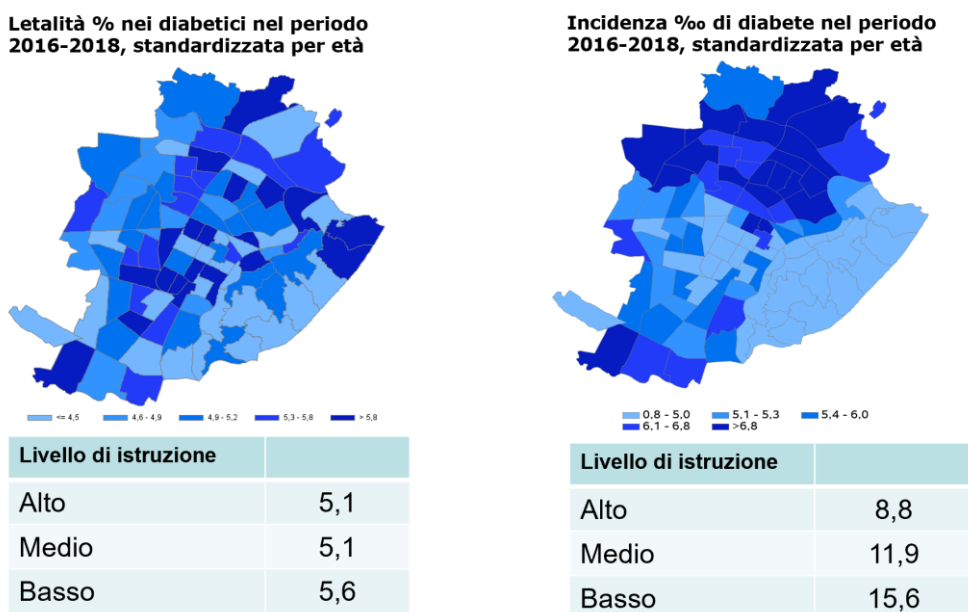 Letalità % nei diabetici nel periodo
2016-2018, standardizzata per età
<= 4,5 4,6 - 4,9 4,9 - 5,2 5,3 - 5,8 > 5,8
Livello di istruzione
Alto 5,1
Medio 5,1
Basso 5,6
Incidenza ‰ di diabete nel periodo
2016-2018, standardizzata per età
0,8 - 5,0 5,1 - 5,3 5,4 - 6,0
6,1 - 6,8 >6,8
Livello di istruzione
Alto 8,8
Medio 11,9
Basso 15,6